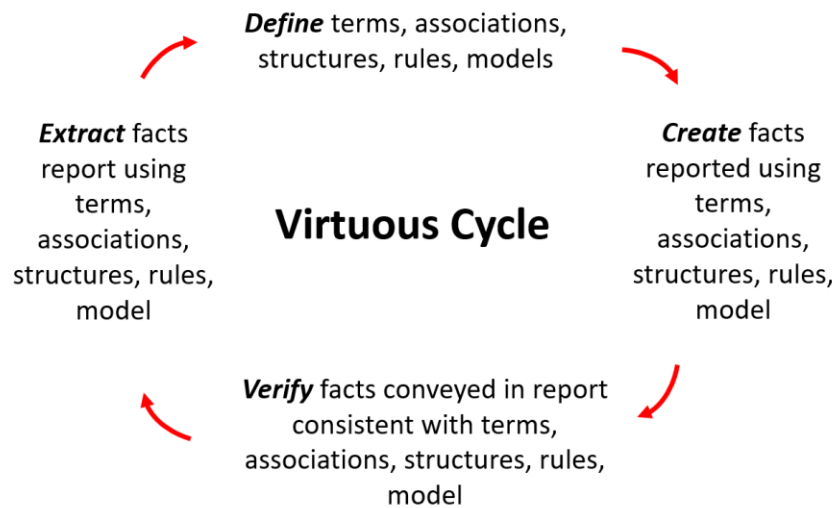 Define terms, associations,
structures, rules, models
Extract facts
report using
terms,
associations,
structures, rules,
model
Virtuous Cycle
Create facts
reported using
terms,
associations,
structures, rules,
model
Verify facts conveyed in report
consistent with terms,
associations, structures, rules,
model